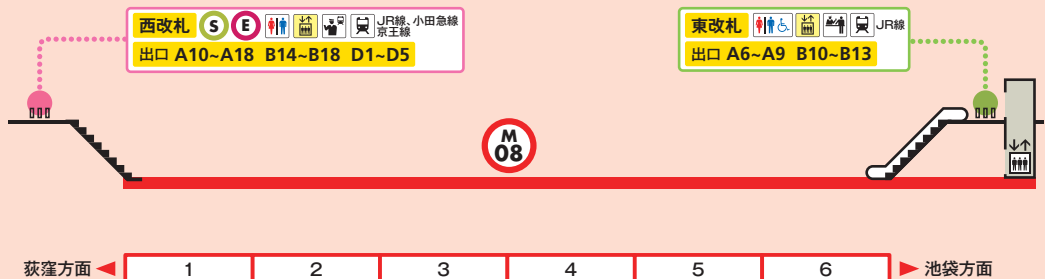 西改札 S E JR線、小田急線
京王線
出口 A10~A18 B14~B18 D1~D5
東改札 JR線
出口 A6~A9 B10~B13
M
08
荻窪方面 1 2 3 4 5 6 池袋方面